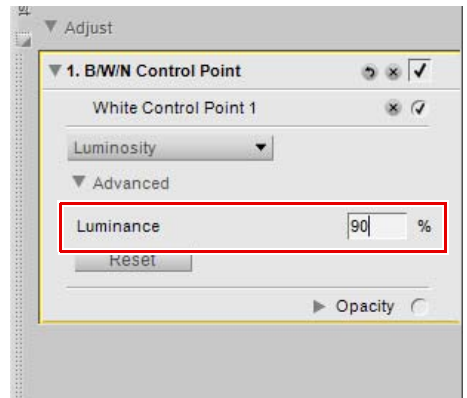 Adjust
1. B/W/N Control Point
White Control Point 1
Luminosity
Advanced
Luminance 90 %
Reset
Opacity